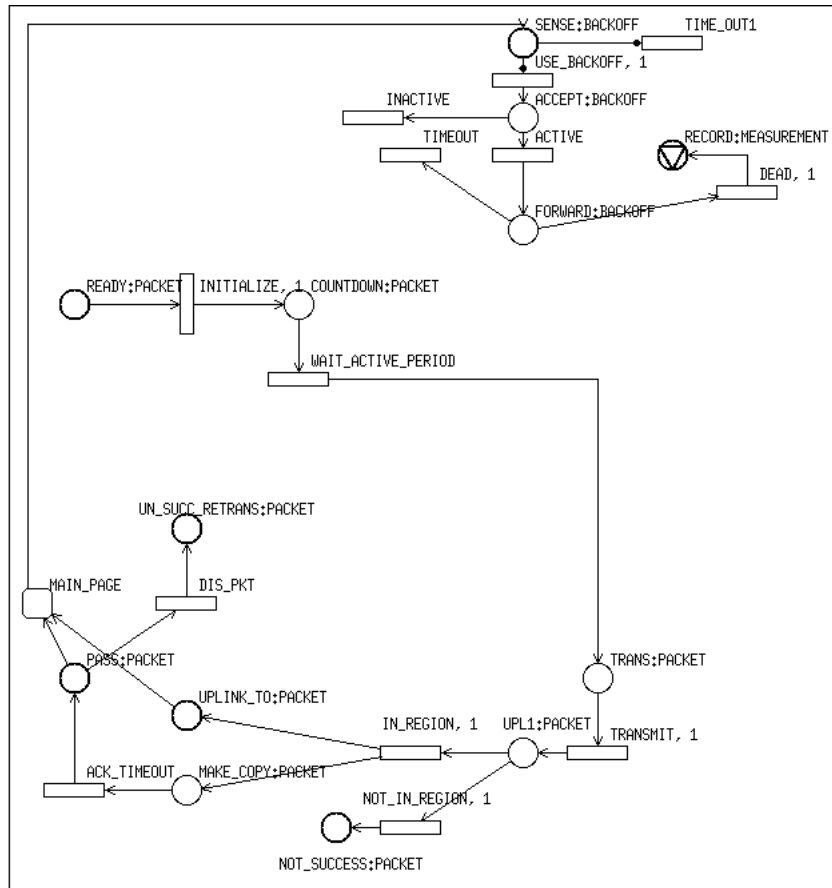 SENSE:BACKOFF
TIME_OUT1
USE_BACKOFF, 1
INACTIVE
ACCEPT:BACKOFF
TIMEOUT
ACTIVE
RECORD:MEASUREMENT
DEAD, 1
FORWARD:BACKOFF
READY:PACKET
INITIALIZE, 1
COUNTDOWN:PACKET
WAIT_ACTIVE_PERIOD
UN_SUCC_RETRANS:PACKET
MAIN_PAGE
DIS_PKT
PASS:PACKET
TRANS:PACKET
UPLINK_TO:PACKET
IN_REGION, 1
UPL1:PACKET
TRANSMIT, 1
ACK_TIMEOUT
MAKE_COPY:PACKET
NOT_IN_REGION, 1
NOT_SUCCESS:PACKET